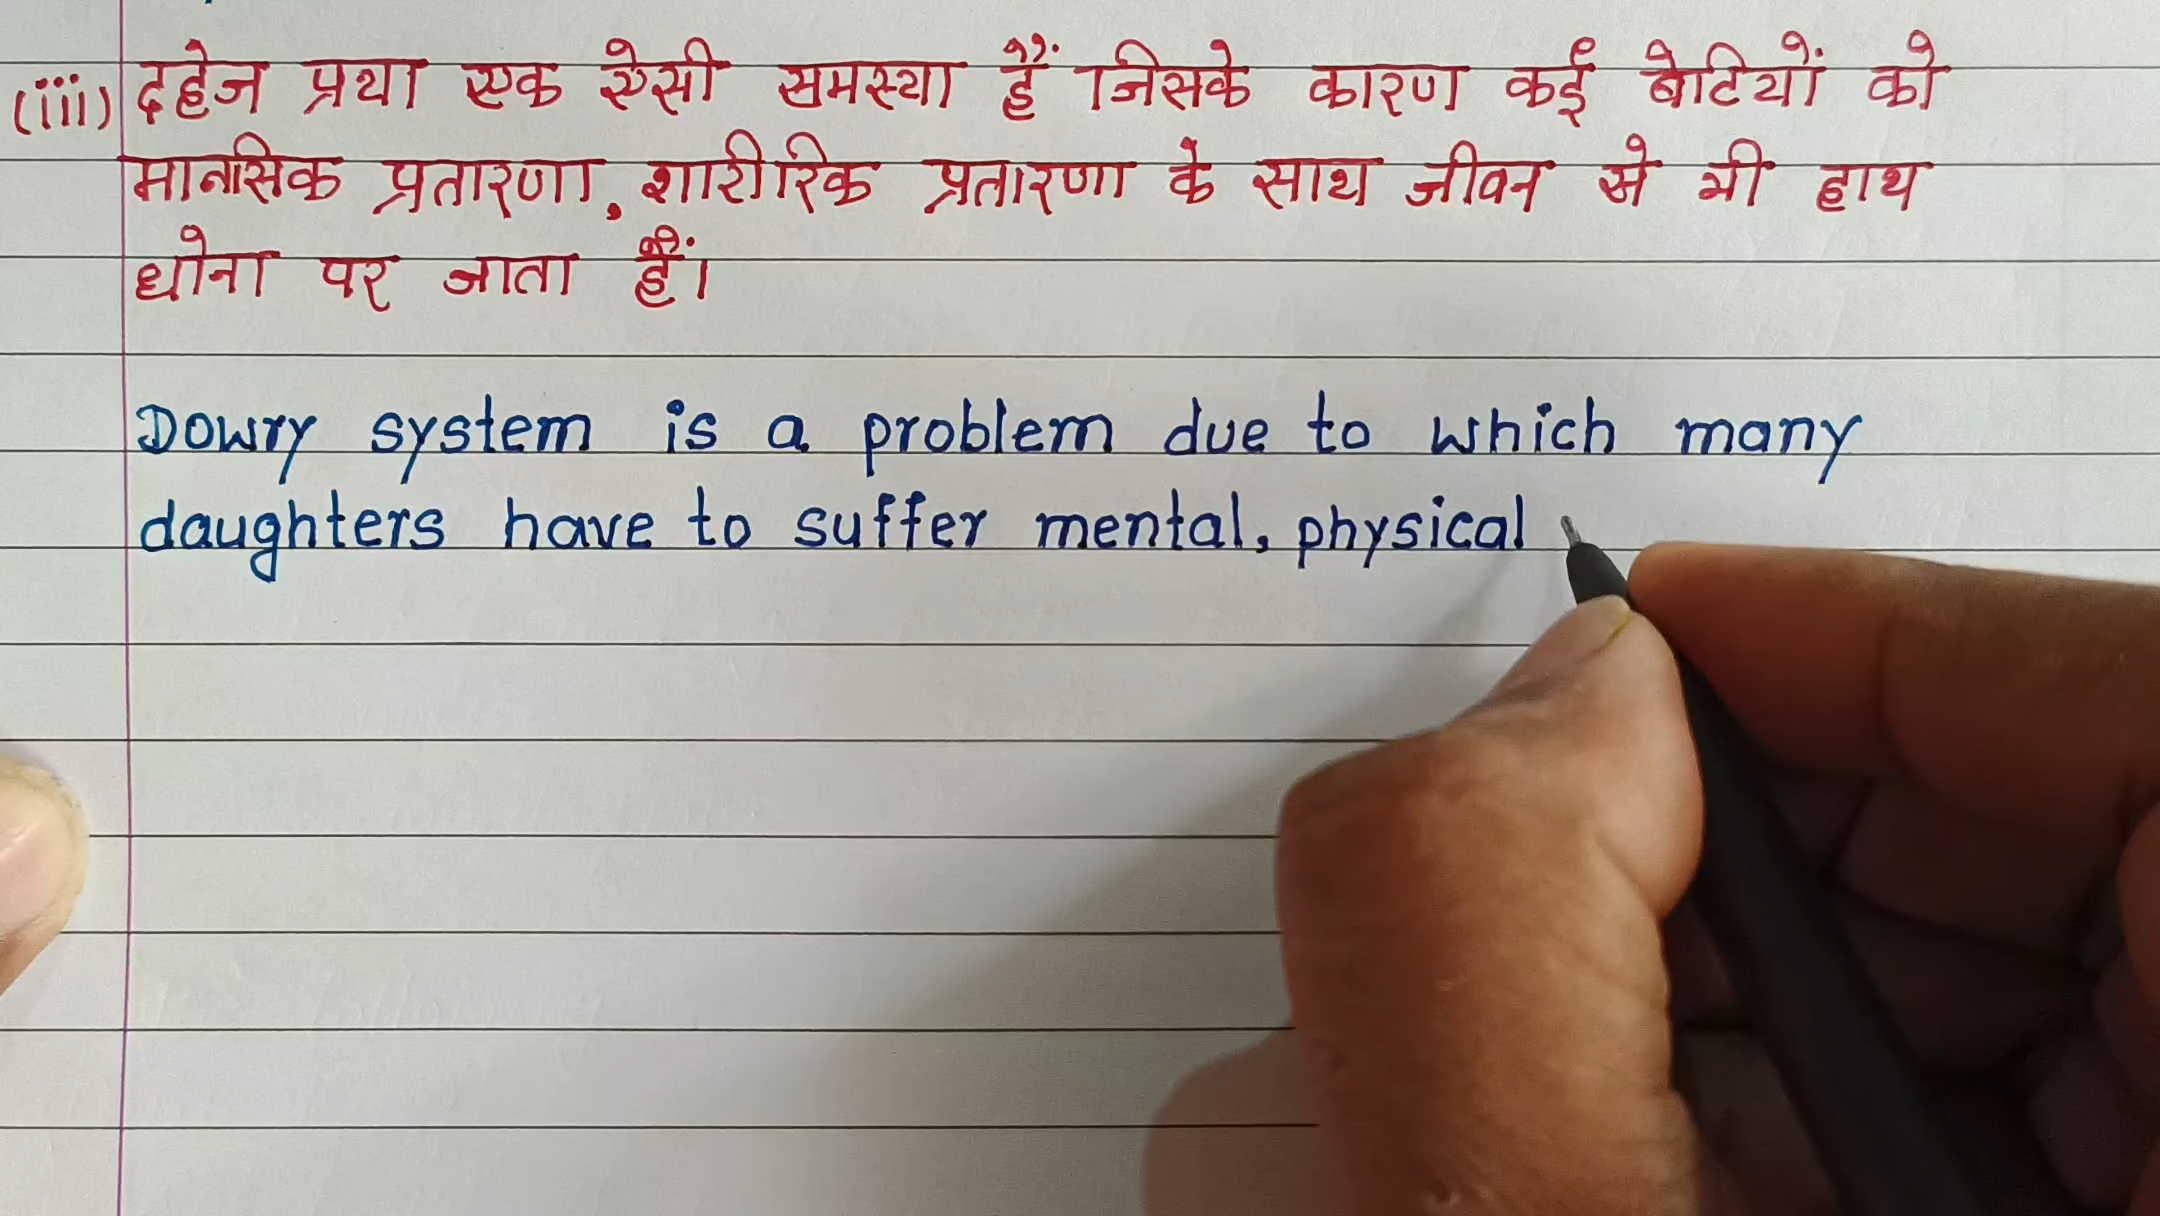 (iii) दहेज प्रथा एक ऐसी समस्या हैं जिसके कारण कई बेटियों को
मानसिक प्रतारणा, शारीरिक प्रतारणा के साथ जीवन से भी हाथ
धोना पर जाता हैं।
Dowry system is a problem due to which many
daughters have to suffer mental, physical